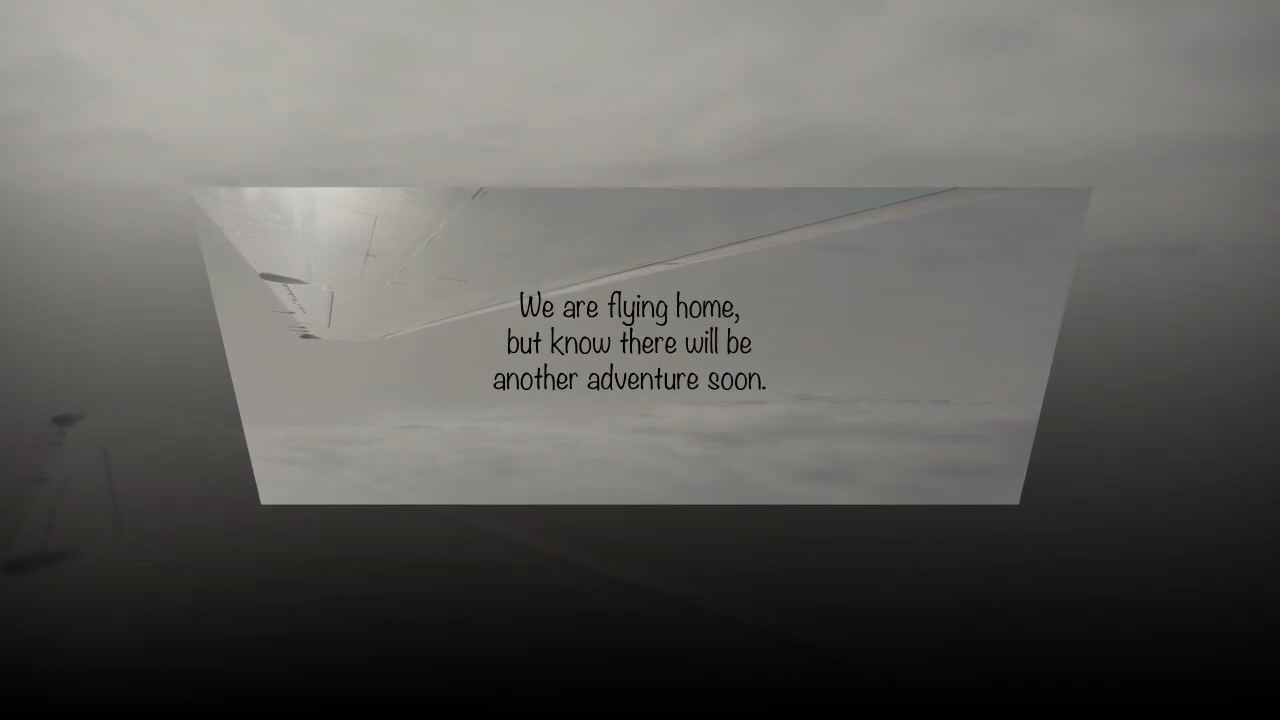 We are flying home,
but know there will be
another adventure soon.